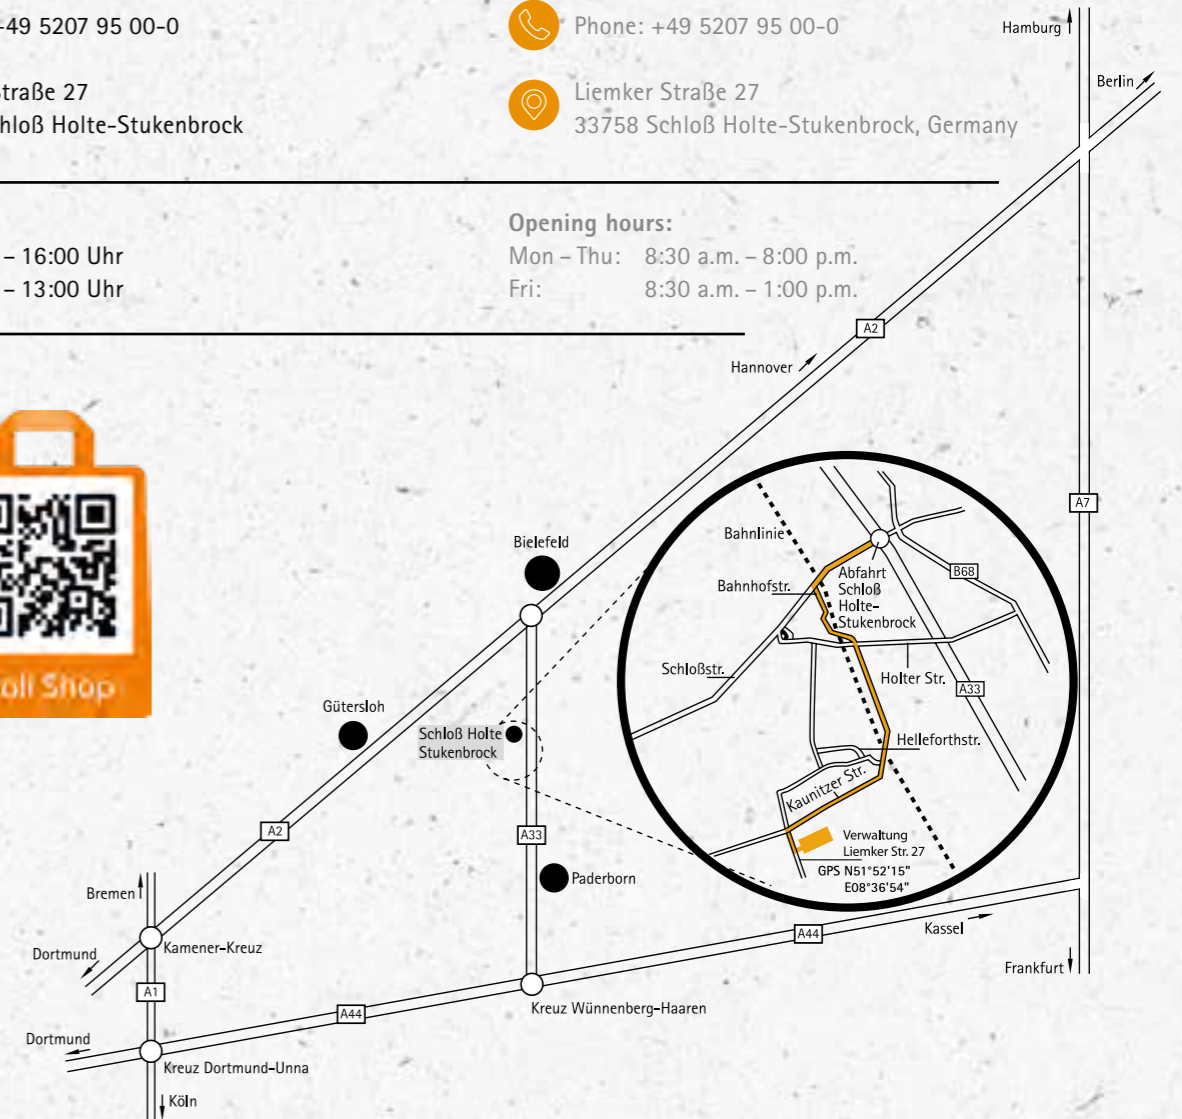 +49 5207 95 00-0
Straße 27
Schloß Holte-Stukenbrock
Phone: +49 5207 95 00-0
Liemker Straße 27
33758 Schloß Holte-Stukenbrock, Germany
– 16:00 Uhr
– 13:00 Uhr
Opening hours:
Mon – Thu: 8:30 a.m. – 8:00 p.m.
Fri: 8:30 a.m. – 1:00 p.m.
oll Shop
Hamburg
Berlin
A2
Hannover
A7
Bielefeld
Gütersloh
Schloß Holte
Stukenbrock
A2
A33
Paderborn
Bremen
Dortmund
Kamener-Kreuz
A1
Dortmund
A44
Kreuz Dortmund-Unna
Köln
Kreuz Wünnenberg-Haaren
A44
Kassel
Frankfurt
Bahnlinie
Bahnhofstr.
Abfahrt
Schloß
Holte-
Stukenbrock
B68
Schloßstr.
Holter Str.
A33
Helleforthstr.
Kaunitzer Str.
Verwaltung
Liemker Str. 27
GPS N51°52'15"
E08°36'54"